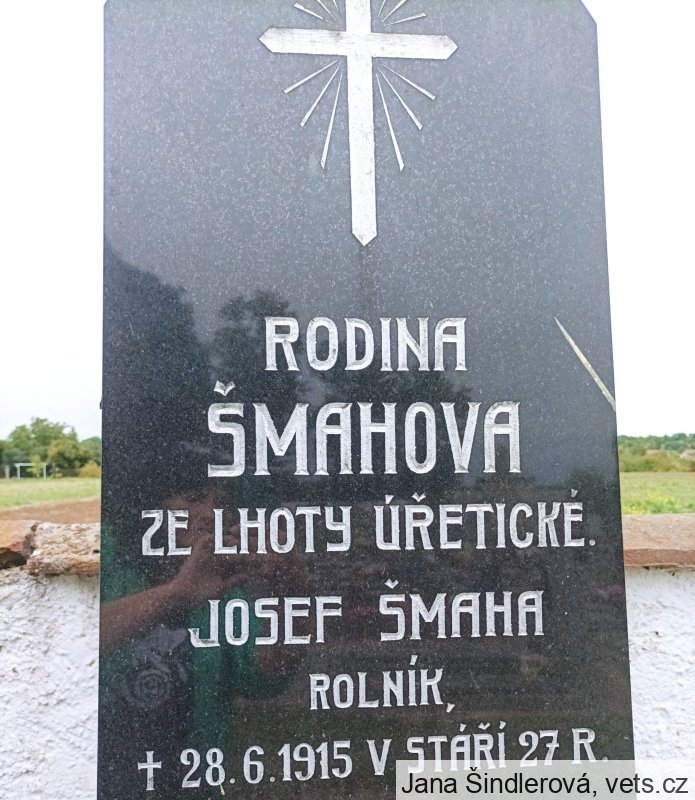 RODINA
ŠMAHOVA
ZE LHOTY ÚŘETICKÉ.
JOSEF ŠMAHA
ROLNÍK,
✝ 28.6.1915 V STÁŘÍ 27 R.
Jana Šindlerová, vets.cz